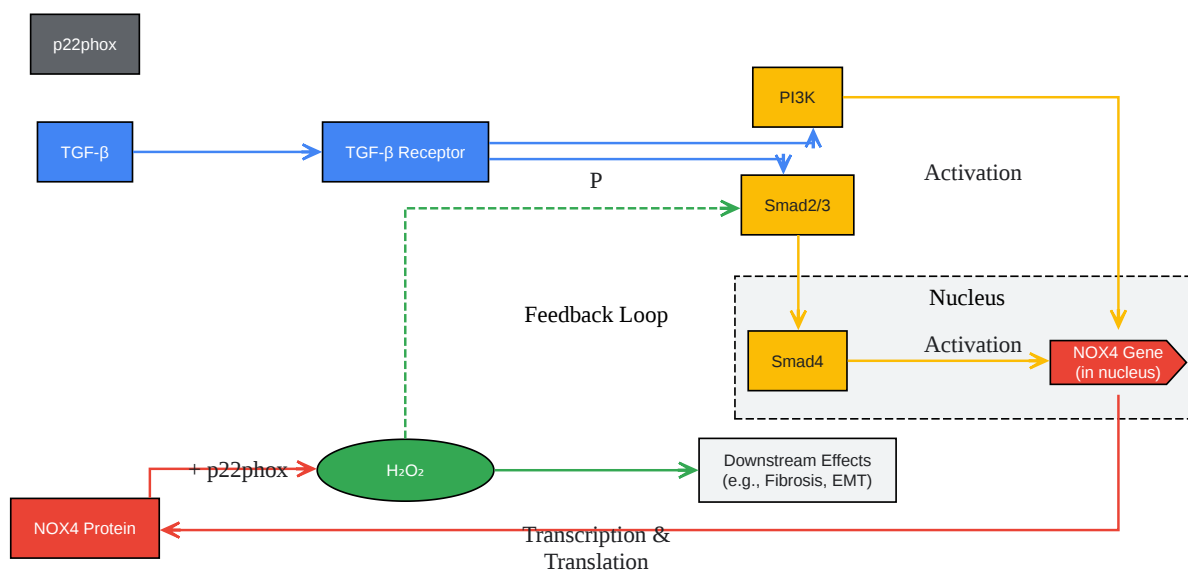 p22phox
PI3K
TGF-β
TGF-β Receptor
P
Activation
Smad2/3
Nucleus
Feedback Loop
Smad4
Activation
NOX4 Gene
(in nucleus)
+ p22phox
H₂O₂
Downstream Effects
(e.g., Fibrosis, EMT)
NOX4 Protein
Transcription &
Translation